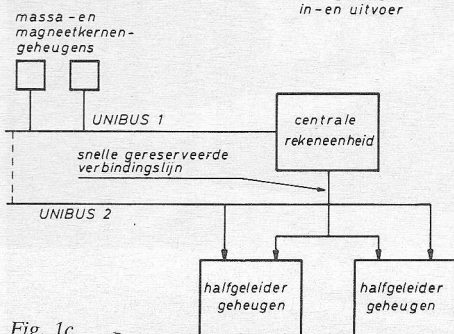 in-en uitvoer
massa-en
magneetkernen-
geheugens
UNIBUS 1
centrale
rekeneenheid
snelle gereserveerde
verbindingslijn
UNIBUS 2
halfgeleider
geheugen
halfgeleider
geheugen
Fig. 1c